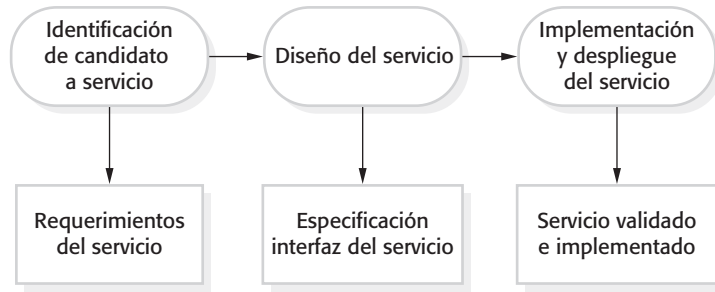 Identificación
de candidato
a servicio
Diseño del servicio
Implementación
y despliegue
del servicio
Requerimientos
del servicio
Especificación
interfaz del servicio
Servicio validado
e implementado